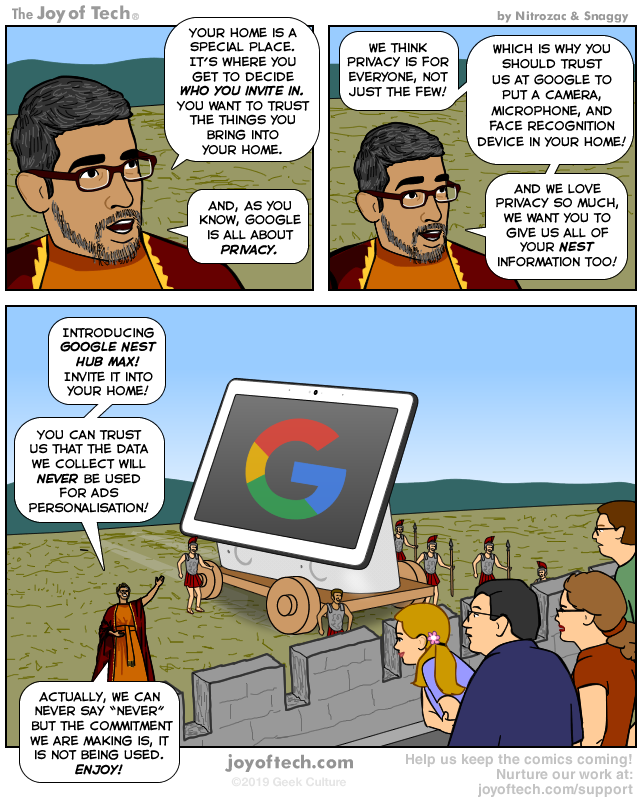 The Joy of Tech®
by Nitrozac & Snaggy
YOUR HOME IS A
SPECIAL PLACE.
IT'S WHERE YOU
GET TO DECIDE
WHO YOU INVITE IN.
YOU WANT TO TRUST
THE THINGS YOU
BRING INTO
YOUR HOME.
AND, AS YOU
KNOW, GOOGLE
IS ALL ABOUT
PRIVACY.
WE THINK
PRIVACY IS FOR
EVERYONE, NOT
JUST THE FEW!
WHICH IS WHY YOU
SHOULD TRUST
US AT GOOGLE TO
PUT A CAMERA,
MICROPHONE, AND
FACE RECOGNITION
DEVICE IN YOUR HOME!
AND WE LOVE
PRIVACY SO MUCH,
WE WANT YOU TO
GIVE US ALL OF
YOUR NEST
INFORMATION TOO!
INTRODUCING
GOOGLE NEST
HUB MAX!
INVITE IT INTO
YOUR HOME!
YOU CAN TRUST
US THAT THE DATA
WE COLLECT WILL
NEVER BE USED
FOR ADS
PERSONALISATION!
G
ACTUALLY, WE CAN
NEVER SAY "NEVER"
BUT THE COMMITMENT
WE ARE MAKING IS, IT
IS NOT BEING USED.
ENJOY!
joyoftech.com
©2019 Geek Culture
Help us keep the comics coming!
Nurture our work at:
joyoftech.com/support